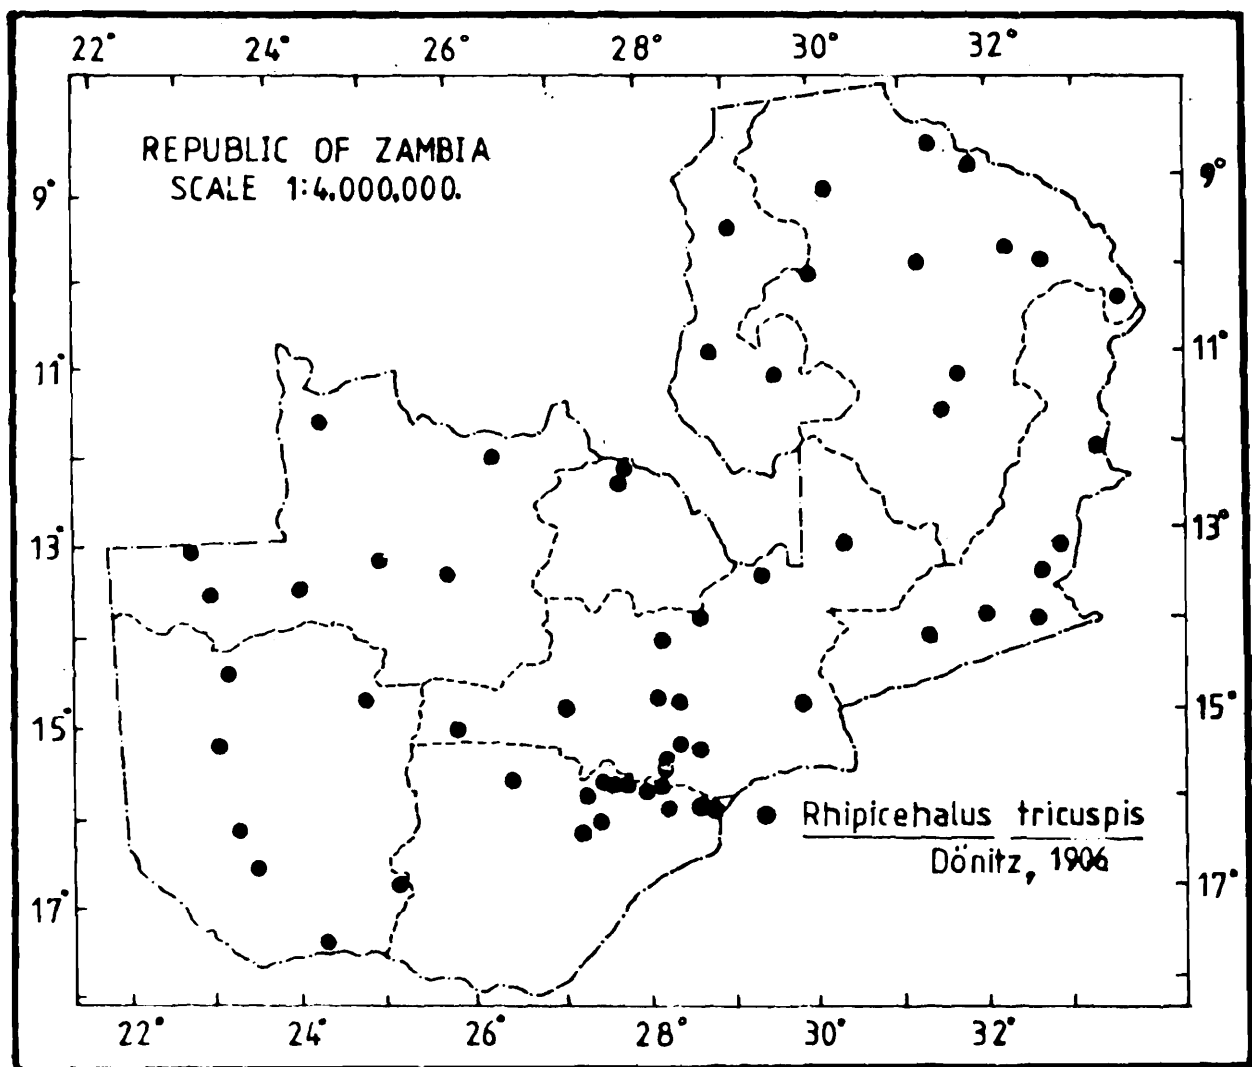 22° 24° 26° 28° 30° 32°
REPUBLIC OF ZAMBIA
SCALE 1:4.000.000.
9° 9°
11° 11°
13° 13°
15° 15°
Rhipicehalus tricuspis
Dönitz, 1906
17° 17°
22° 24° 26° 28° 30° 32°